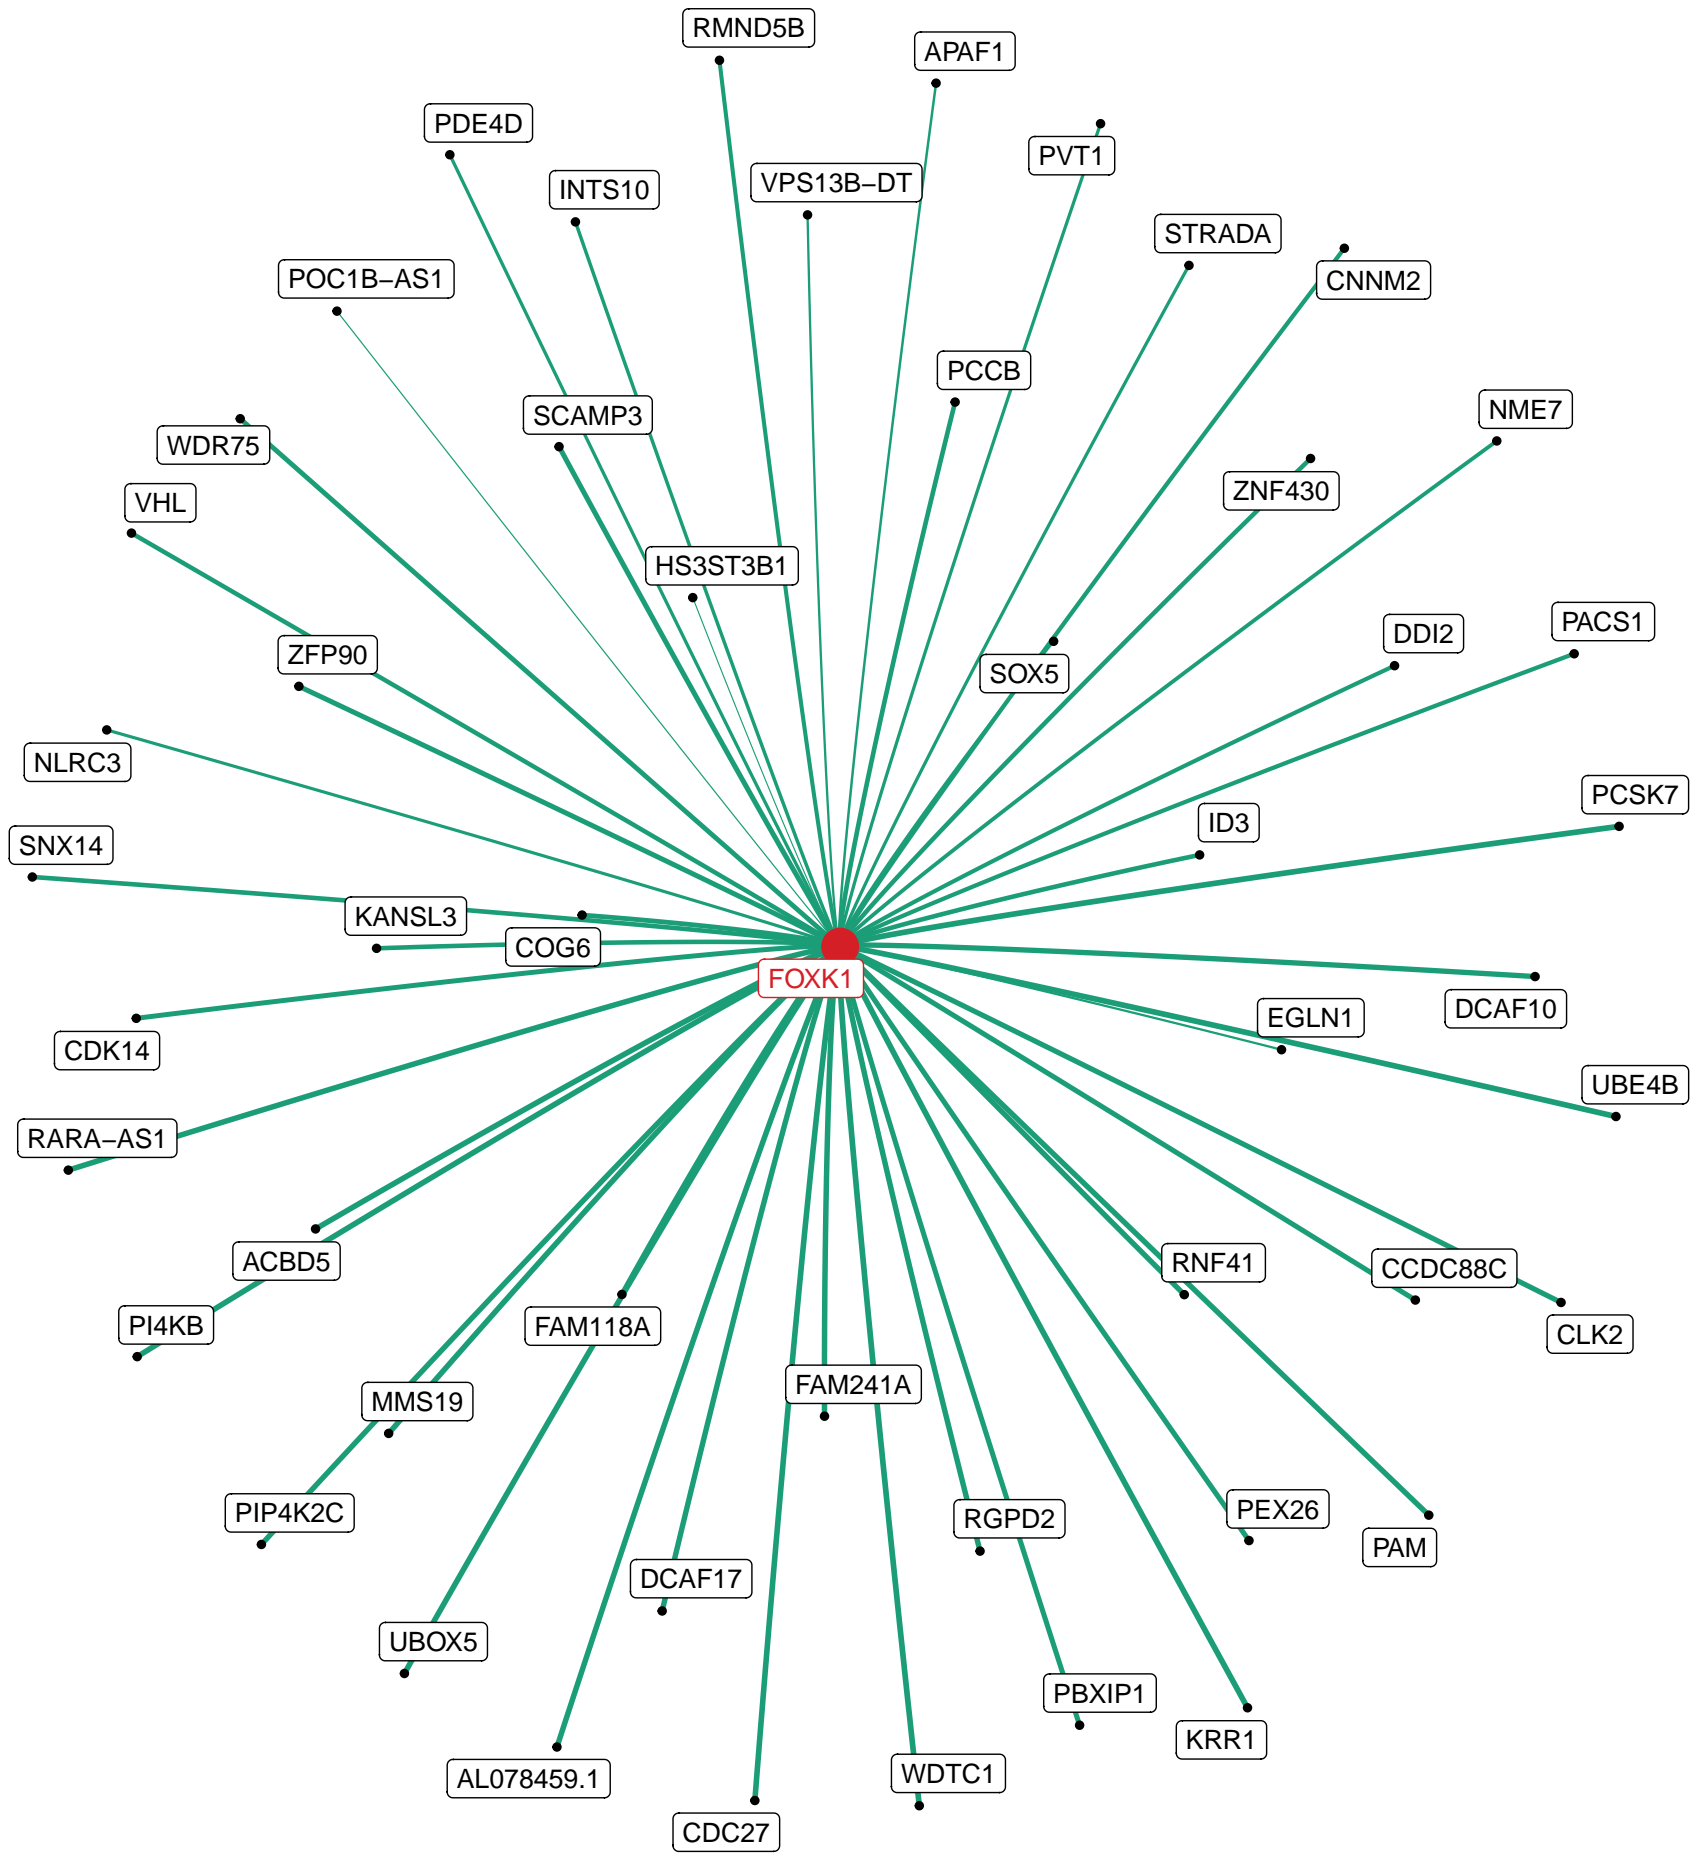 RMND5B
APAF1
PDE4D
PVT1
INTS10
VPS13B−DT
STRADA
POC1B−AS1
CNNM2
PCCB
SCAMP3
NME7
WDR75
ZNF430
VHL
HS3ST3B1
PACS1
DDI2
ZFP90
SOX5
NLRC3
PCSK7
ID3
SNX14
KANSL3
COG6
FOXK1
DCAF10
EGLN1
CDK14
UBE4B
RARA−AS1
ACBD5
RNF41
CCDC88C
PI4KB
FAM118A
CLK2
FAM241A
MMS19
PIP4K2C
RGPD2
PEX26
PAM
DCAF17
UBOX5
PBXIP1
KRR1
AL078459.1
WDTC1
CDC27